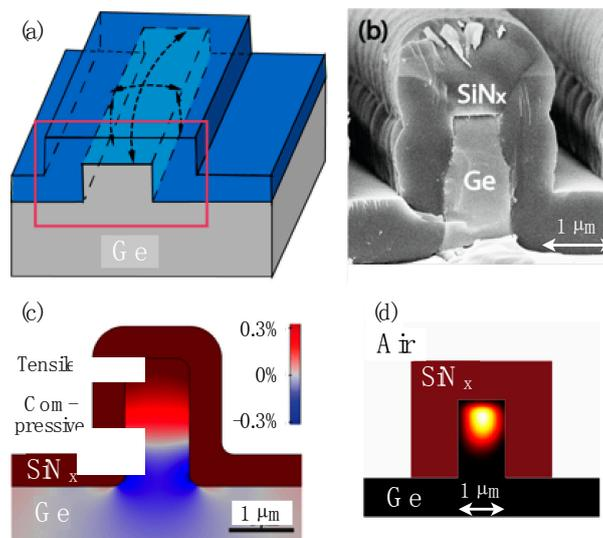 (a)
Ge
(b)
SiNx
Ge
1 μm
(c)
Tensile
Com-
pressive
SiNx
Ge
0.3%
0%
-0.3%
1 μm
(d)
Air
SiNx
1 μm
Ge